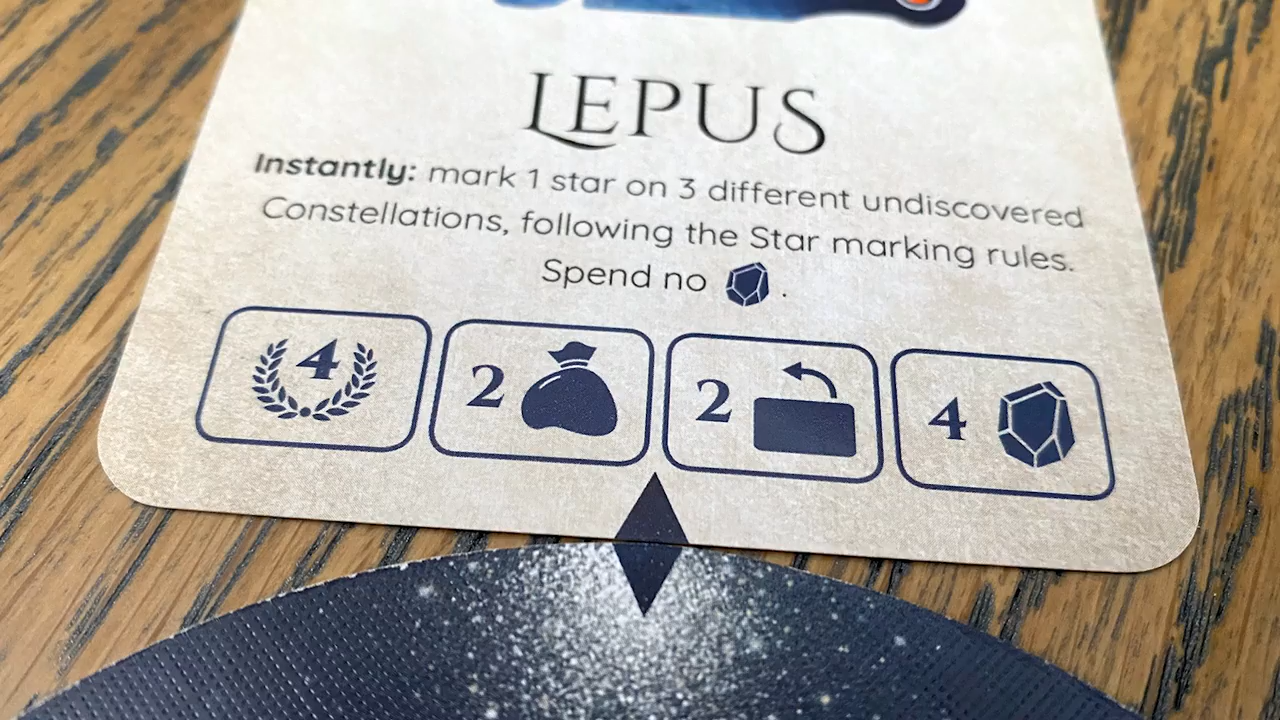 LEPUS
Instantly: mark 1 star on 3 different undiscovered
Constellations, following the Star marking rules.
Spend no .
4 2 2 4